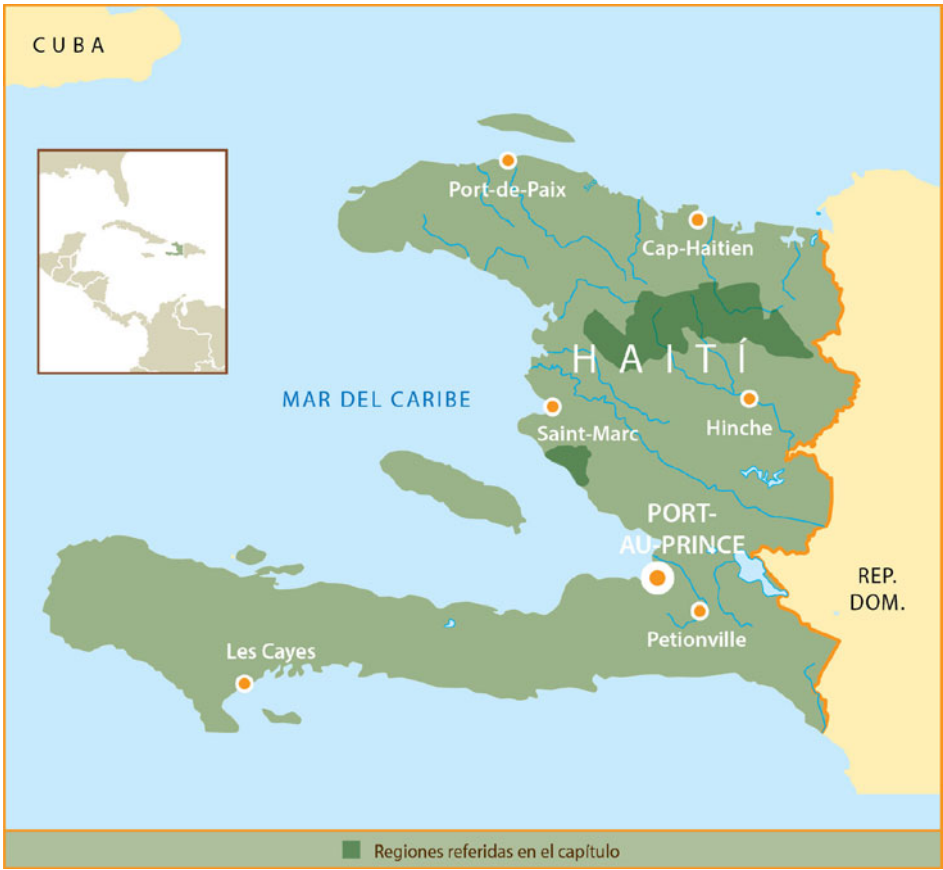 CUBA
Port-de-Paix
Cap-Haitien
HAITÍ
MAR DEL CARIBE
Saint-Marc
Hinche
PORT-
AU-PRINCE
REP.
DOM.
Petionville
Les Cayes
Regiones referidas en el capítulo